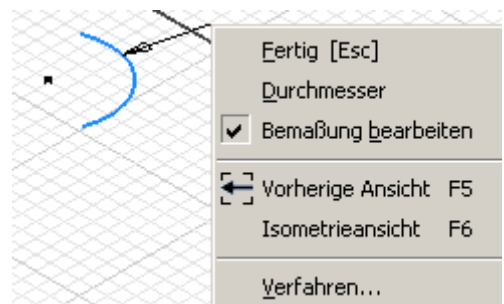 Fertig [Esc]
Durchmesser
Bemaßung bearbeiten
Vorherige Ansicht F5
Isometrieansicht F6
Verfahren...